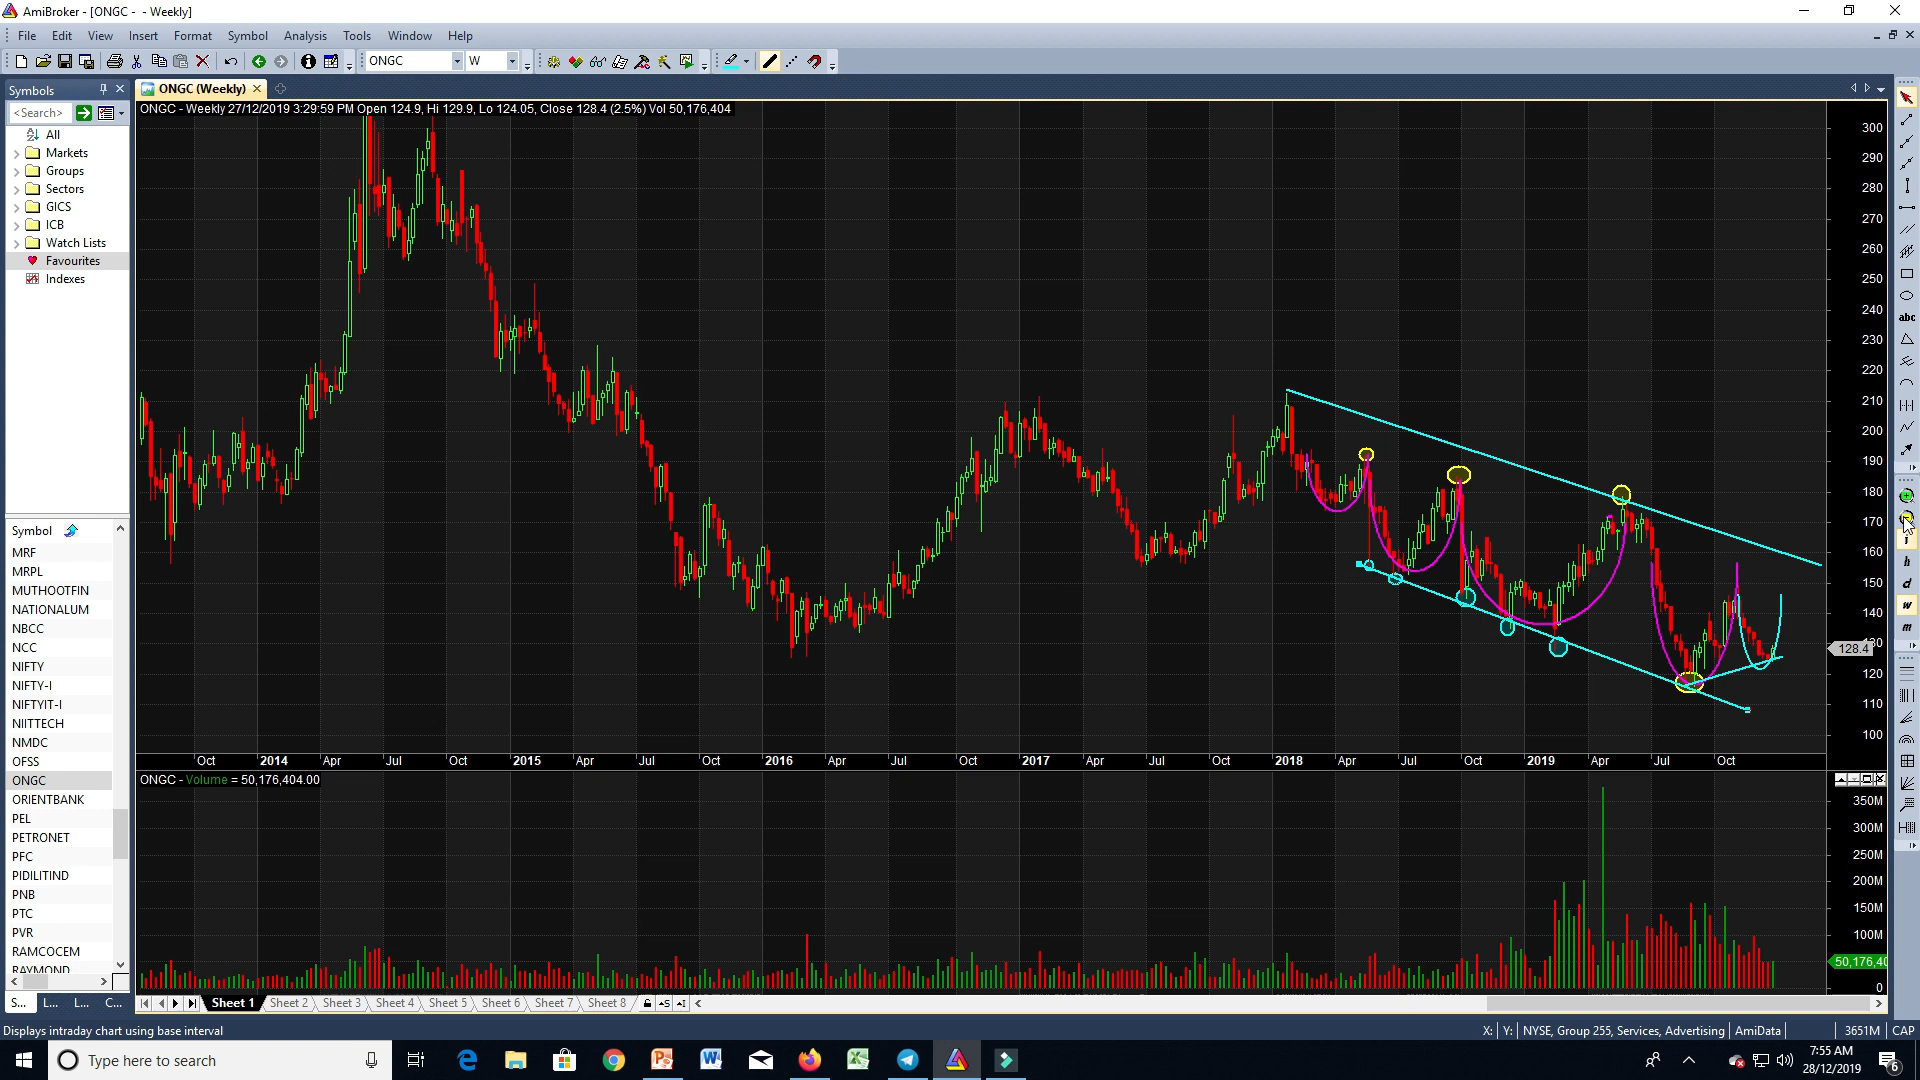 AmiBroker - [ONGC -  - Weekly]
File Edit View Insert Format Symbol Analysis Tools Window Help
ONGC W
Symbols
ONGC (Weekly)
<Search>
ONGC - Weekly 27/12/2019 3:29:59 PM Open 124.9, Hi 129.9, Lo 124.05, Close 128.4 (2.5%) Vol 50,176,404
All
Markets
Groups
Sectors
GICS
ICB
Watch Lists
Favourites
Indexes
Symbol
MRF
MRPL
MUTHOOTFIN
NATIONALUM
NBCC
NCC
NIFTY
NIFTY-I
NIFTYIT-I
NIITTECH
NMDC
OFSS
ONGC
ORIENTBANK
PEL
PETRONET
PFC
PIDILITIND
PNB
PTC
PVR
RAMCOCEM
RAYMOND
S... L... L... C...
300
290
280
270
260
250
240
230
220
210
200
190
180
170
160
150
140
130
128.4
120
110
100
Oct 2014 Apr Jul Oct 2015 Apr Jul Oct 2016 Apr Jul Oct 2017 Apr Jul Oct 2018 Apr Jul Oct 2019 Apr Jul Oct
ONGC - Volume = 50,176,404.00
350M
300M
250M
200M
150M
100M
50,176,40
0
abc
h
d
w
m
Sheet 1 Sheet 2 Sheet 3 Sheet 4 Sheet 5 Sheet 6 Sheet 7 Sheet 8
Displays intraday chart using base interval
X: Y: NYSE, Group 255, Services, Advertising AmiData 3651M CAP
Type here to search
7:55 AM
28/12/2019
6